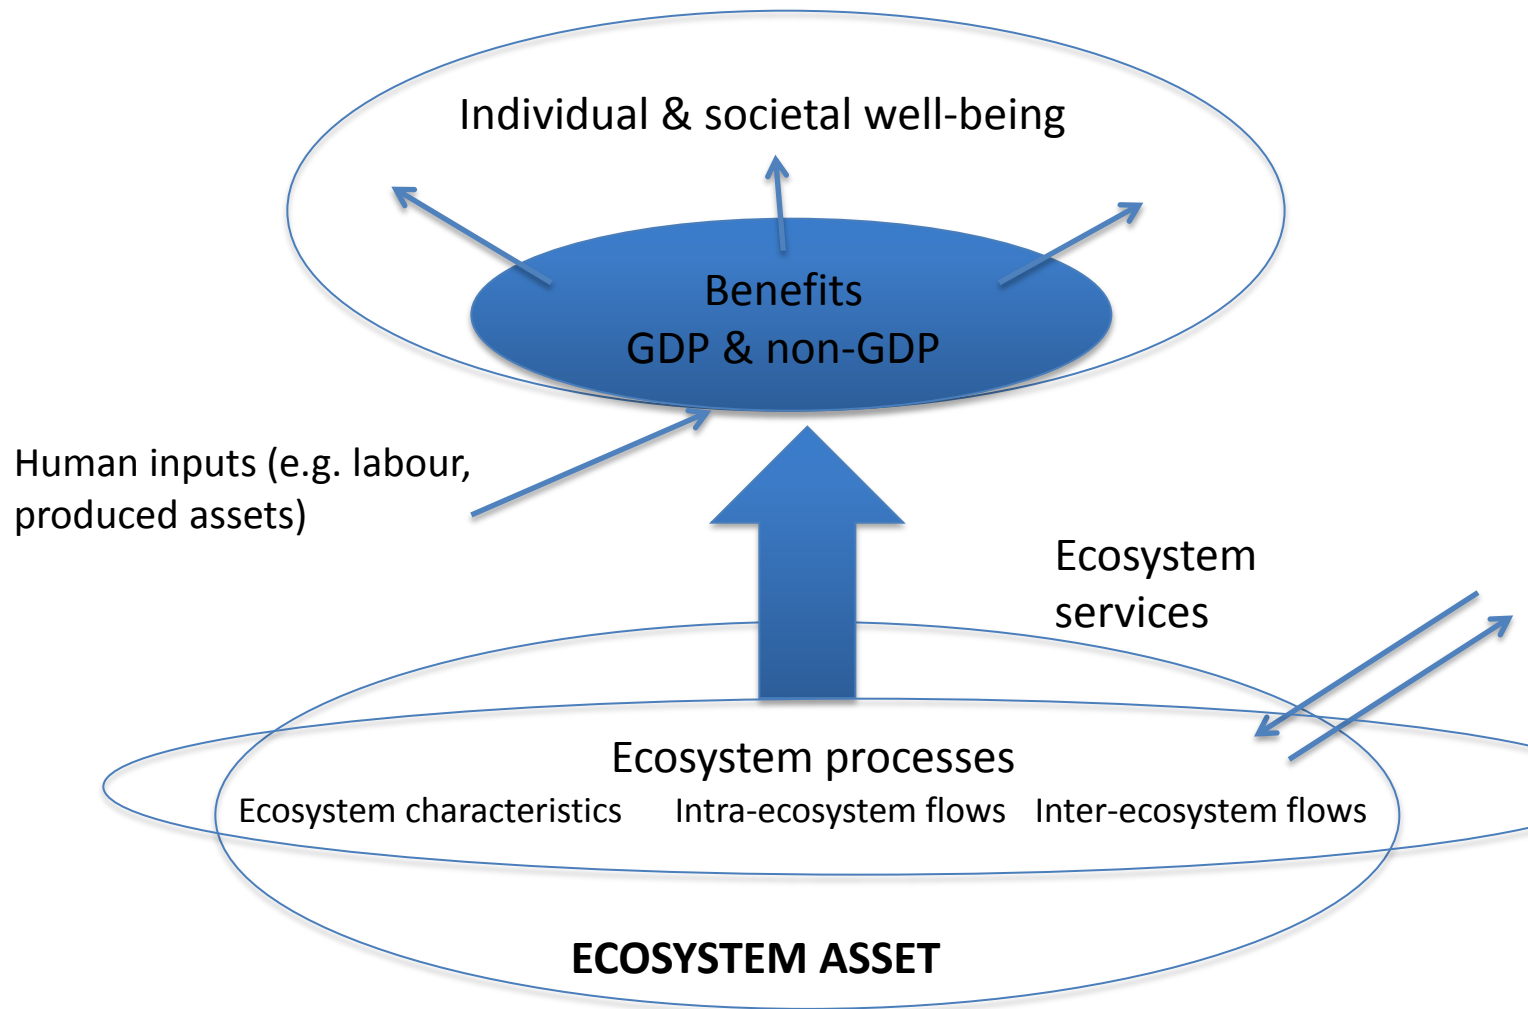 Individual & societal well-being
Benefits
GDP & non-GDP
Human inputs (e.g. labour,
produced assets)
Ecosystem
services
Ecosystem processes
Ecosystem characteristics
Intra-ecosystem flows
Inter-ecosystem flows
ECOSYSTEM ASSET